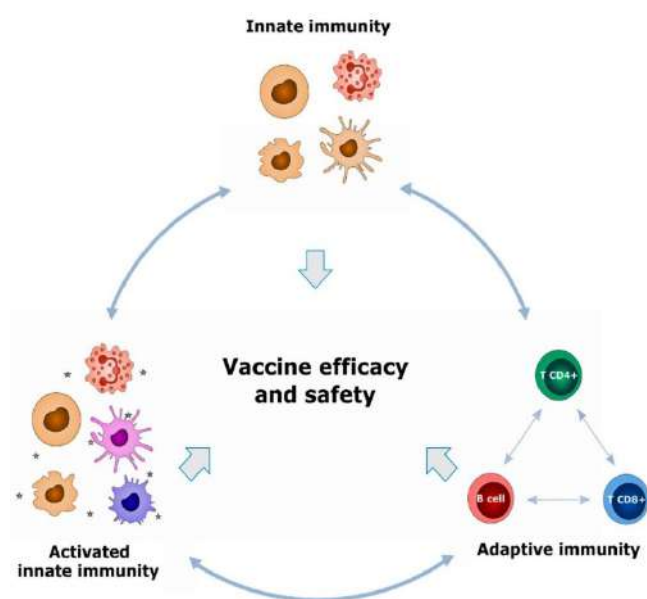 Innate immunity
Vaccine efficacy
and safety
T CD4+
B cell
T CD8+
Activated
innate immunity
Adaptive immunity